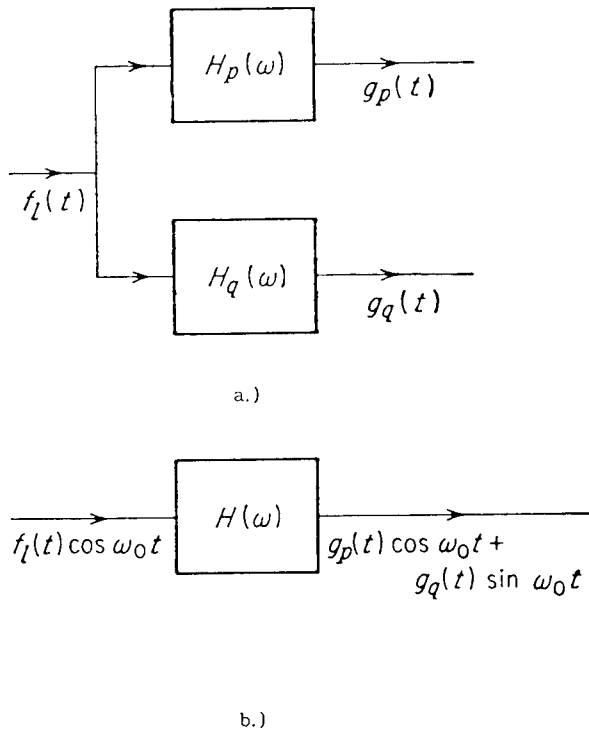 H_p(ω)
g_p(t)
f_l(t)
H_q(ω)
g_q(t)
a.)
H(ω)
f_l(t) cos ω_0 t
g_p(t) cos ω_0 t +
g_q(t) sin ω_0 t
b.)